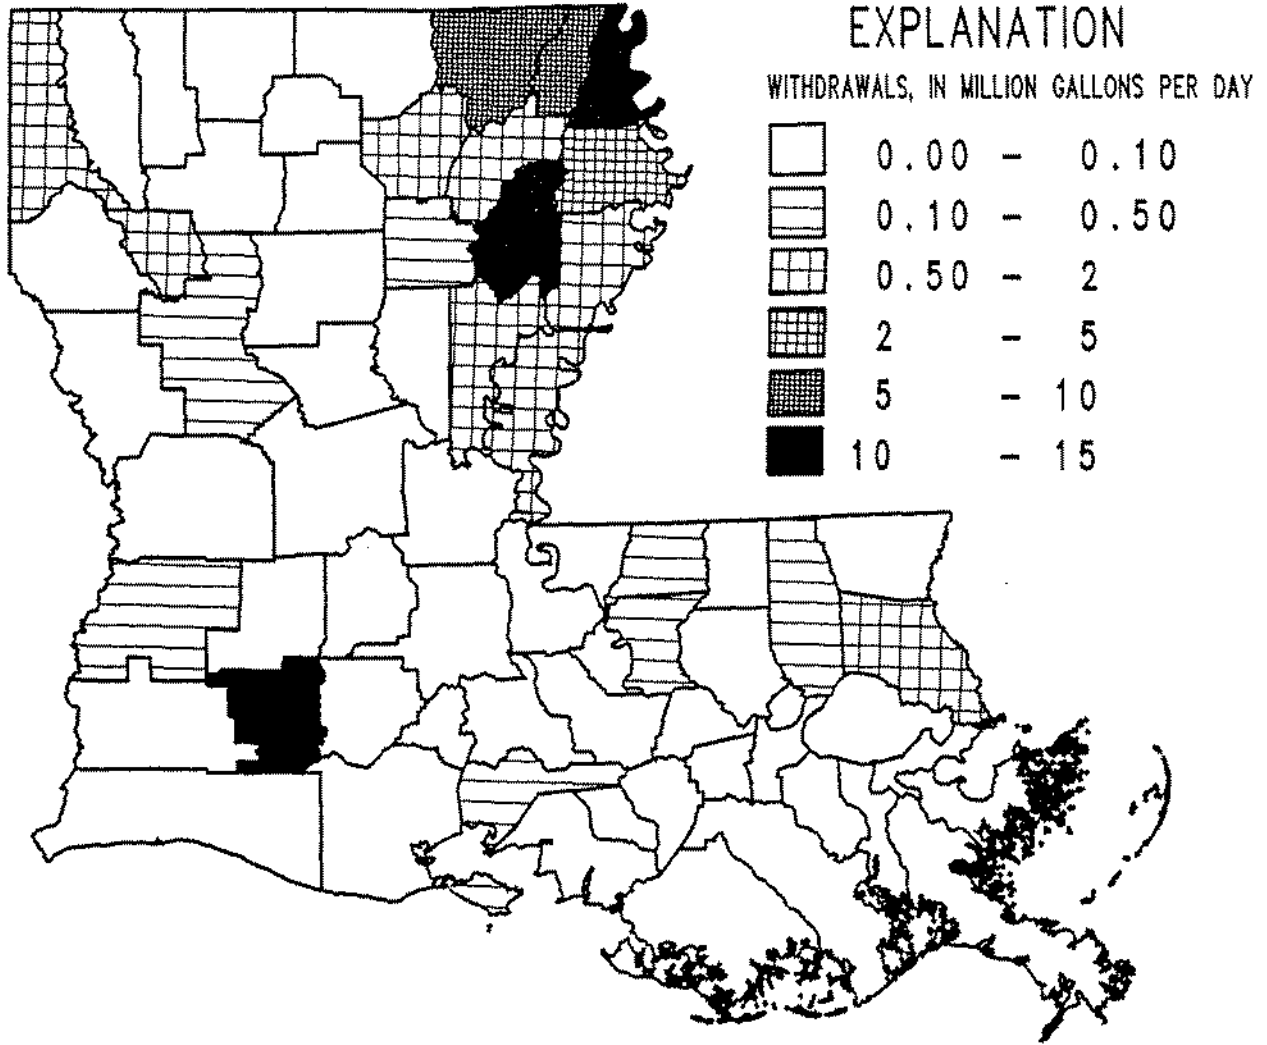 EXPLANATION
WITHDRAWALS, IN MILLION GALLONS PER DAY
0.00 - 0.10
0.10 - 0.50
0.50 - 2
2 - 5
5 - 10
10 - 15